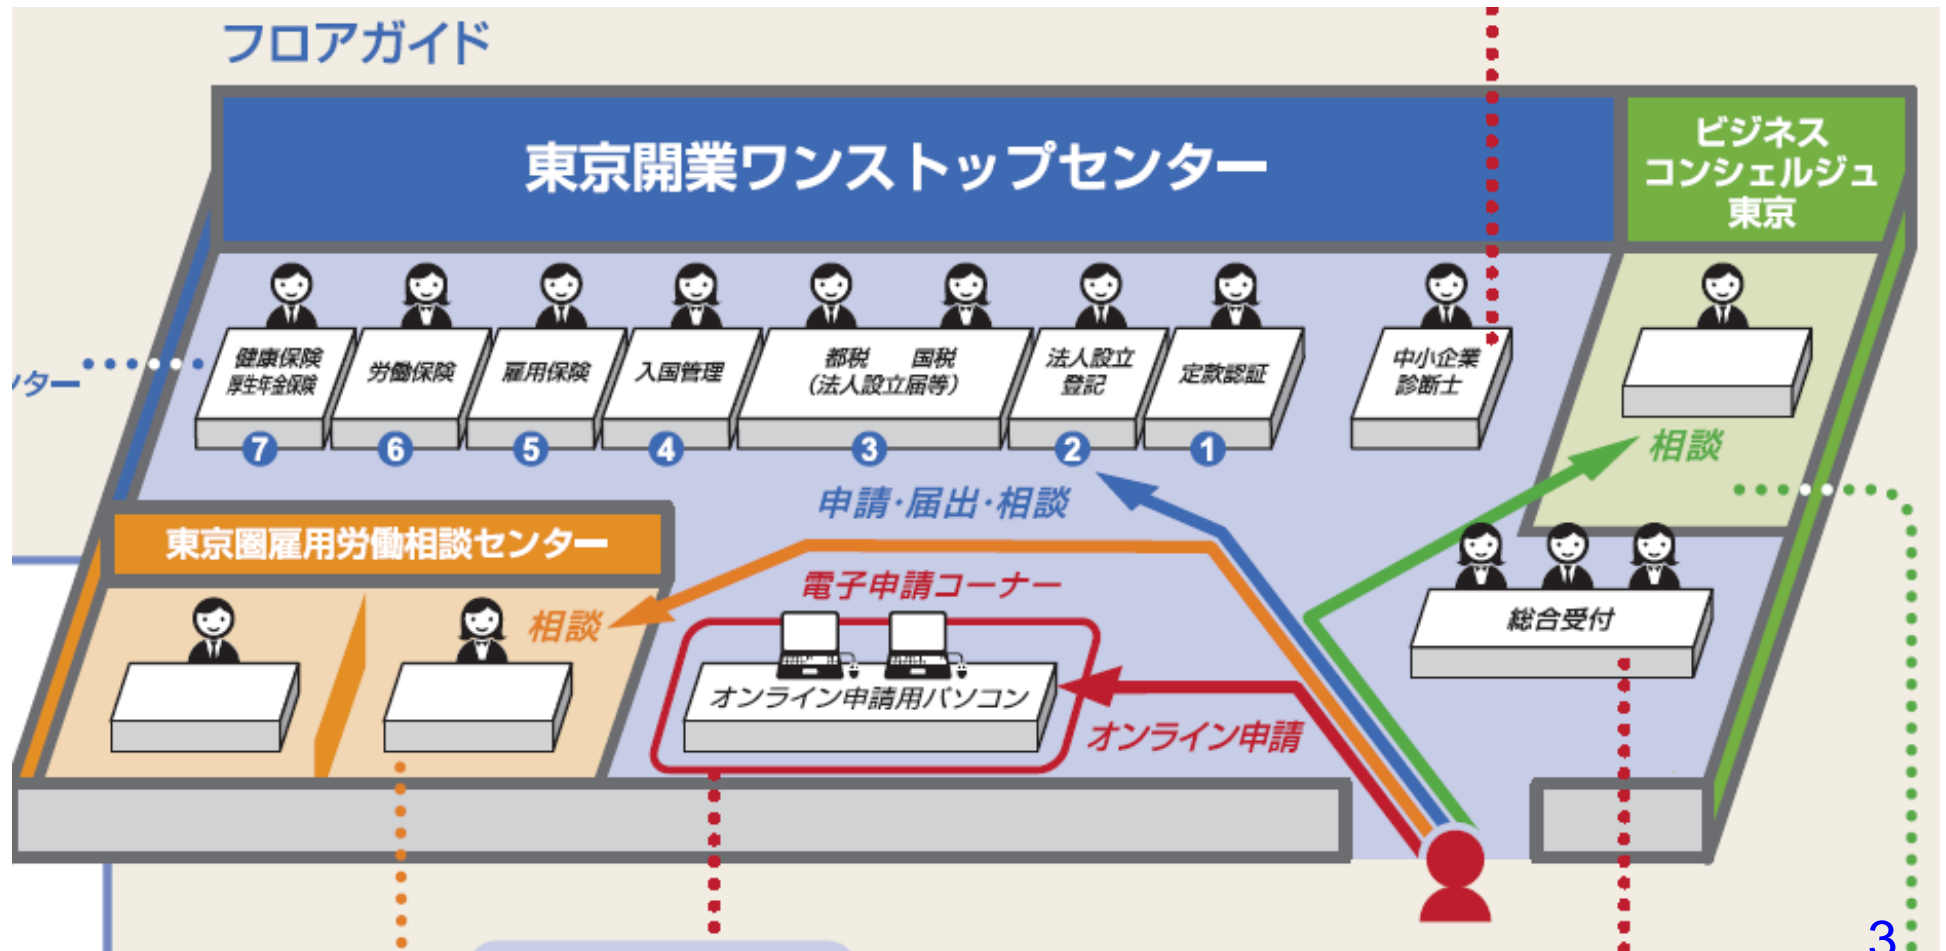 フロアガイド
東京開業ワンストップセンター
ビジネス
コンシェルジュ
東京
健康保険
厚生年金保険
労働保険
雇用保険
入国管理
都税 国税
(法人設立届等)
法人設立
登記
定款認証
中小企業
診断士
7
6
5
4
3
2
1
ンター
相談
申請・届出・相談
東京圏雇用労働相談センター
電子申請コーナー
相談
総合受付
オンライン申請用パソコン
オンライン申請
3